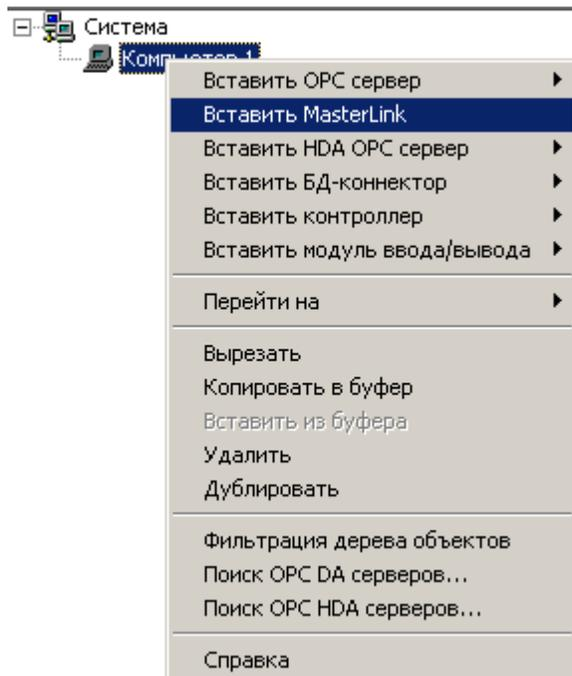 Система
Компьютер 1
Вставить OPC сервер
Вставить MasterLink
Вставить HDA OPC сервер
Вставить БД-коннектор
Вставить контроллер
Вставить модуль ввода/вывода
Перейти на
Вырезать
Копировать в буфер
Вставить из буфера
Удалить
Дублировать
Фильтрация дерева объектов
Поиск OPC DA серверов...
Поиск OPC HDA серверов...
Справка